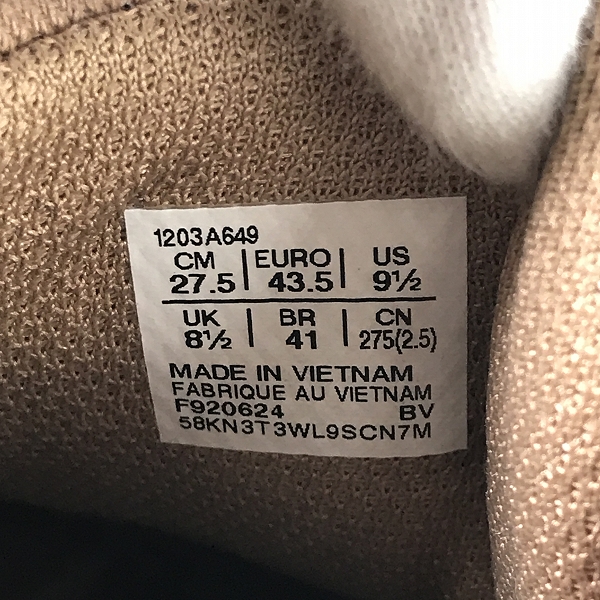 1203A649
CM | EURO | US
27.5 | 43.5 | 9½
UK | BR | CN
8½ | 41 | 275(2.5)
MADE IN VIETNAM
FABRIQUE AU VIETNAM
F920624 BV
58KN3T3WL9SCN7M